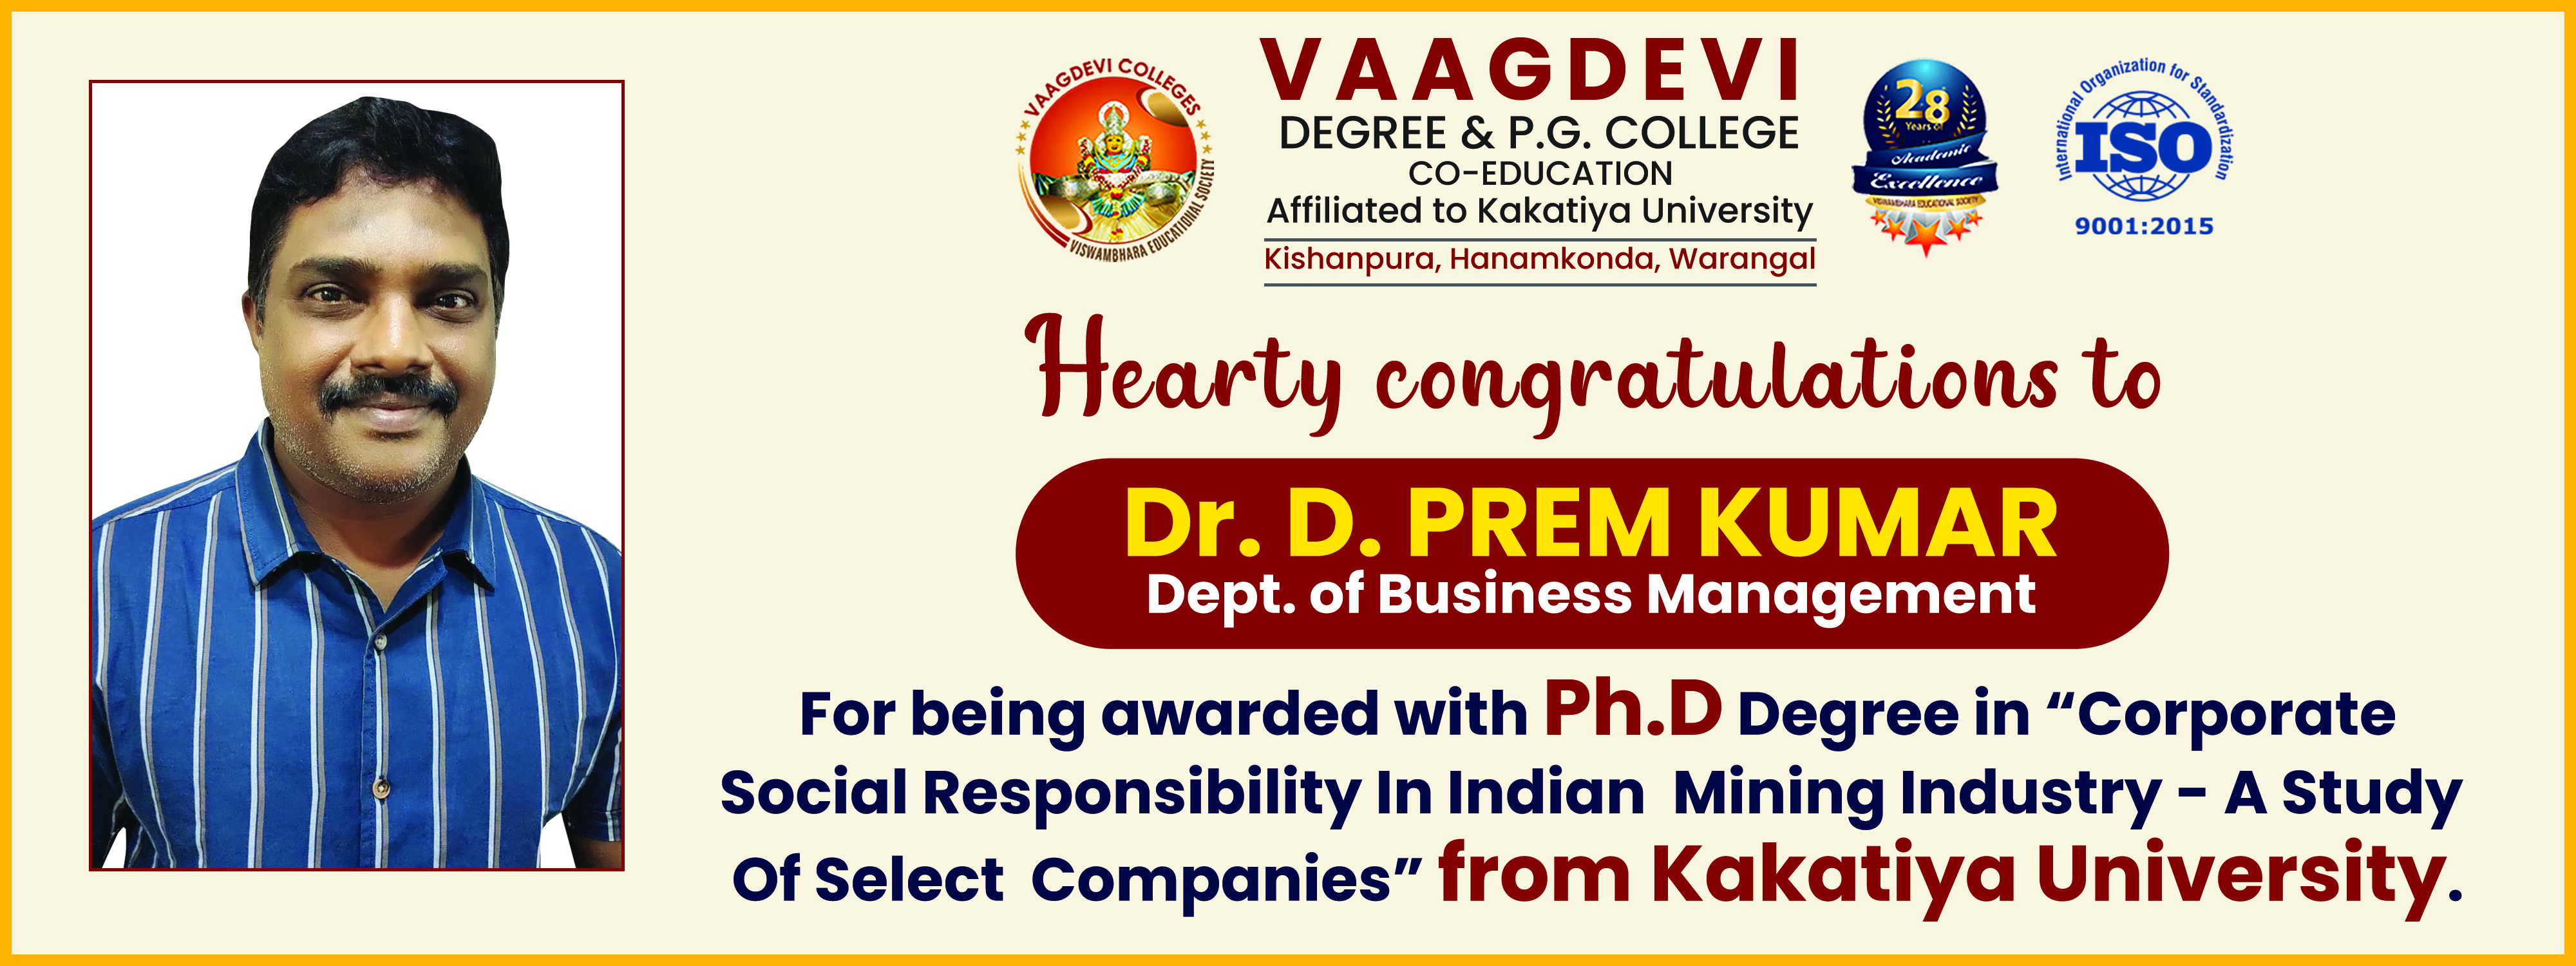 VAAGDEVI COLLEGES
VISWAMBHARA EDUCATIONAL SOCIETY
VAAGDEVI
DEGREE & P.G. COLLEGE
CO-EDUCATION
Affiliated to Kakatiya University
Kishanpura, Hanamkonda, Warangal
28
Years of
Academic
Excellence
VISWAMBHARA EDUCATIONAL SOCIETY
International Organization for Standardization
ISO
9001:2015
Hearty congratulations to
Dr. D. PREM KUMAR
Dept. of Business Management
For being awarded with Ph.D Degree in “Corporate
Social Responsibility In Indian Mining Industry - A Study
Of Select Companies” from Kakatiya University.